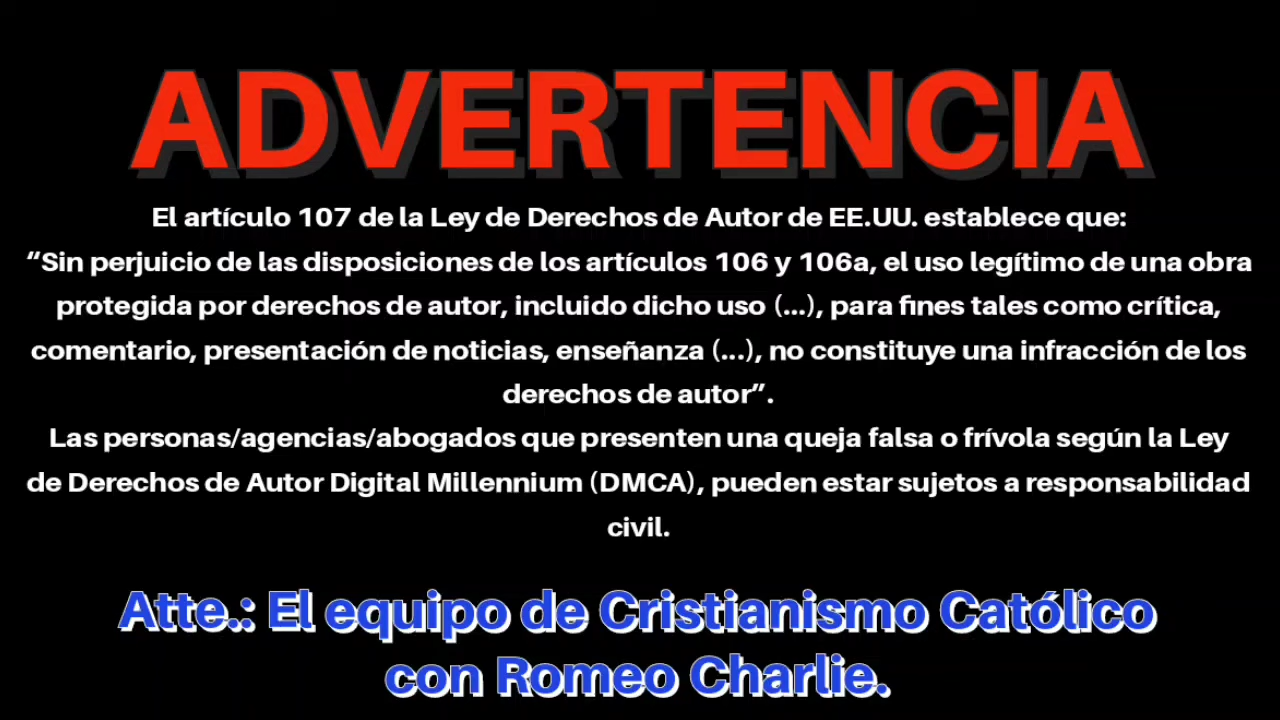 ADVERTENCIA
El artículo 107 de la Ley de Derechos de Autor de EE.UU. establece que:
“Sin perjuicio de las disposiciones de los artículos 106 y 106a, el uso legítimo de una obra
protegida por derechos de autor, incluido dicho uso (...), para fines tales como crítica,
comentario, presentación de noticias, enseñanza (...), no constituye una infracción de los
derechos de autor”.
Las personas/agencias/abogados que presenten una queja falsa o frívola según la Ley
de Derechos de Autor Digital Millennium (DMCA), pueden estar sujetos a responsabilidad
civil.
Atte.: El equipo de Cristianismo Católico
con Romeo Charlie.